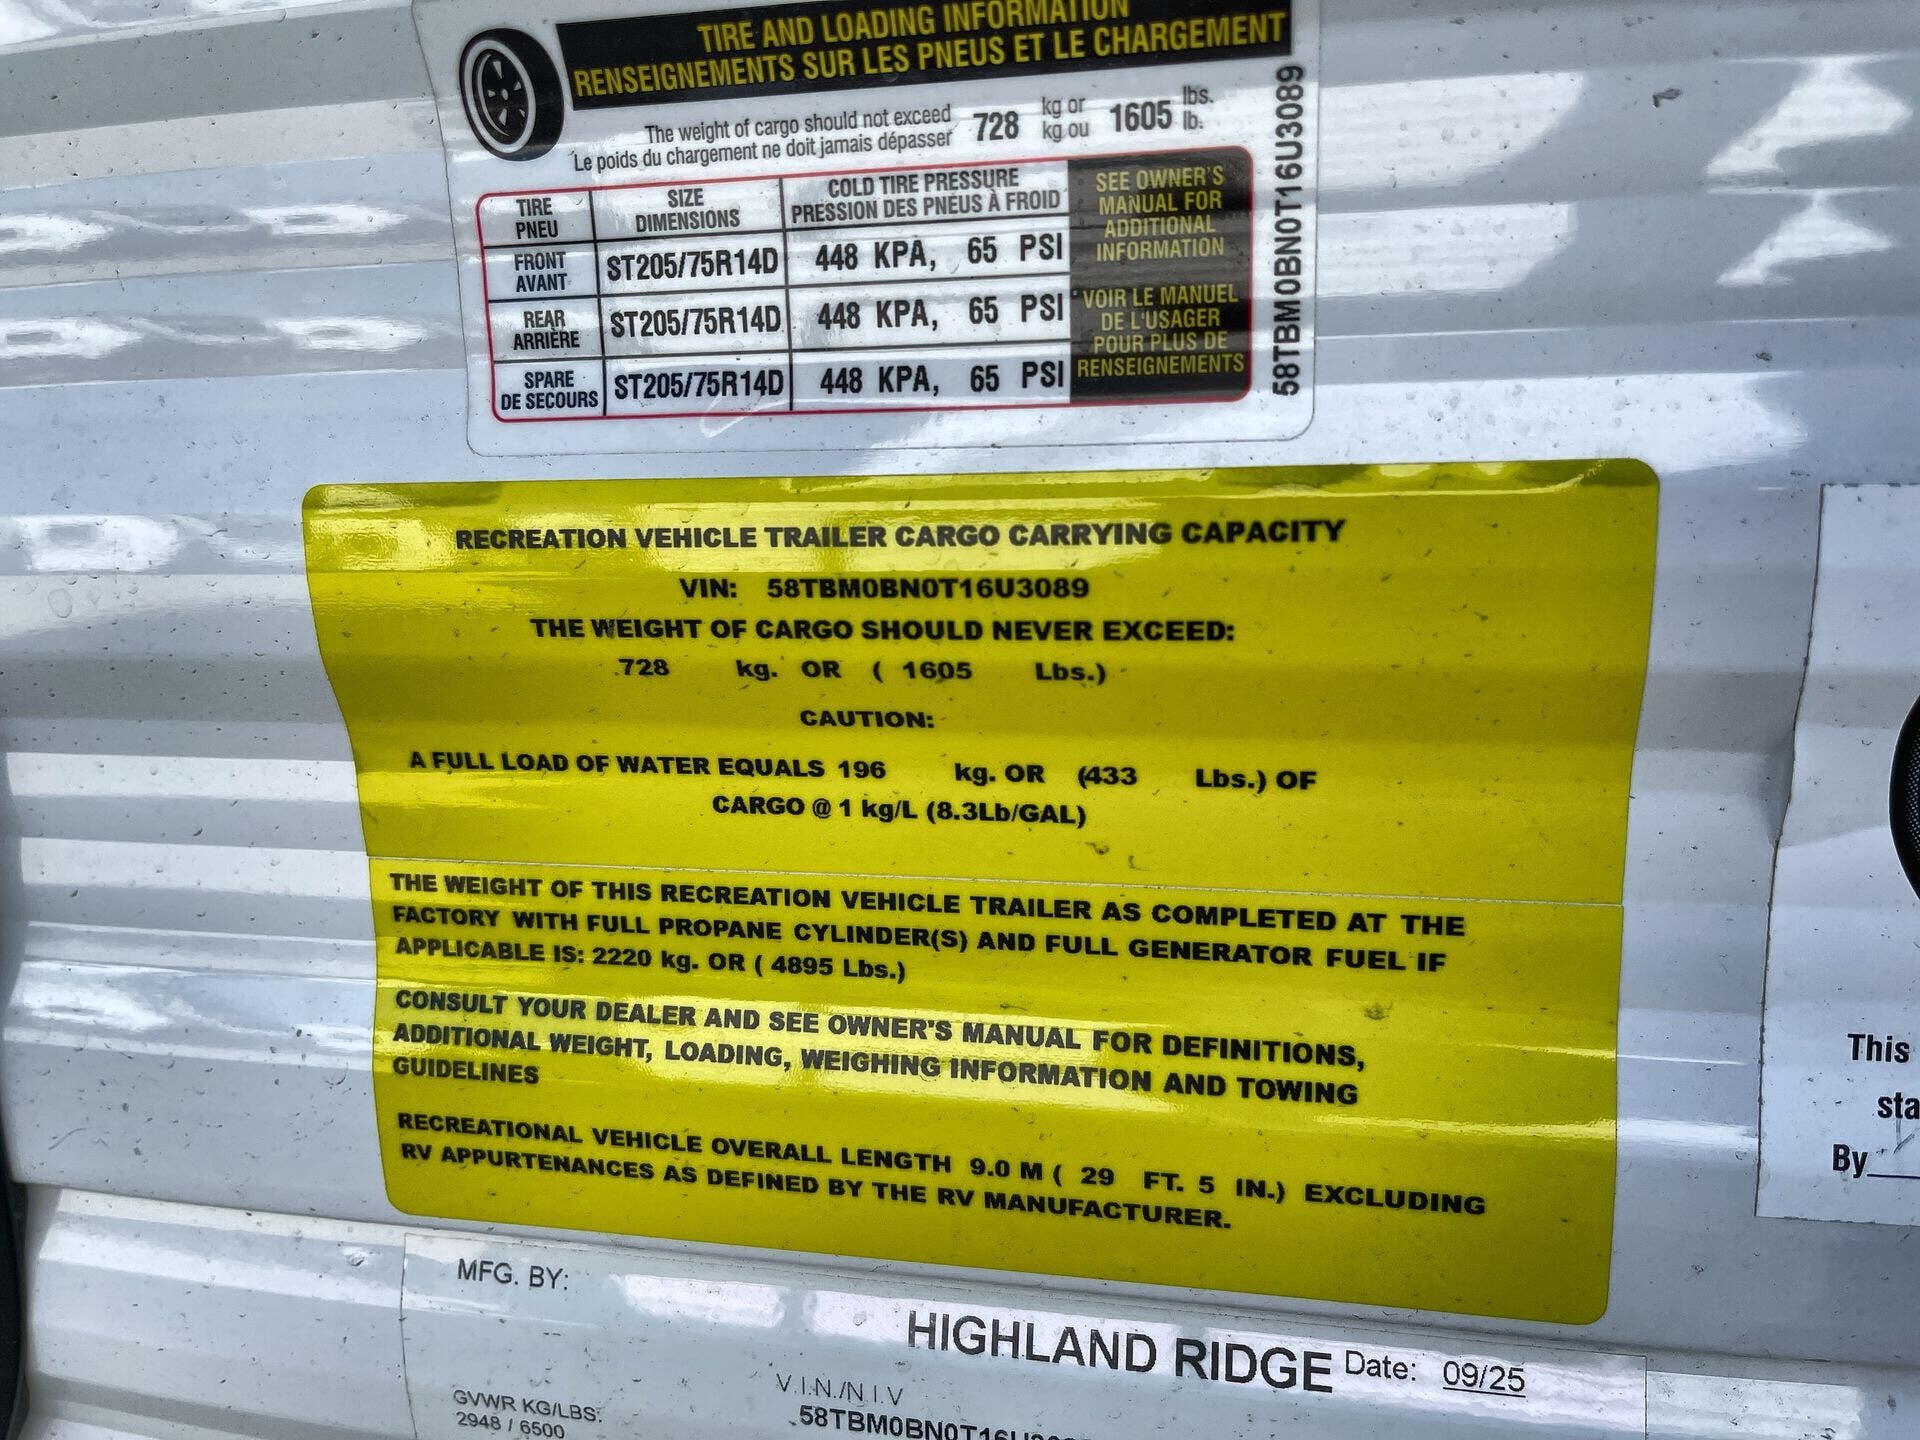 TIRE AND LOADING INFORMATION
RENSEIGNEMENTS SUR LES PNEUS ET LE CHARGEMENT
The weight of cargo should not exceed 728 kg or 1605 lbs.
Le poids du chargement ne doit jamais dépasser kg ou lb.
TIRE PNEU
SIZE DIMENSIONS
COLD TIRE PRESSURE
PRESSION DES PNEUS À FROID
SEE OWNER'S
MANUAL FOR
ADDITIONAL
INFORMATION
VOIR LE MANUEL
DE L'USAGER
POUR PLUS DE
RENSEIGNEMENTS
FRONT AVANT ST205/75R14D 448 KPA, 65 PSI
REAR ARRIÈRE ST205/75R14D 448 KPA, 65 PSI
SPARE DE SECOURS ST205/75R14D 448 KPA, 65 PSI
58TBM0BN0T16U3089
RECREATION VEHICLE TRAILER CARGO CARRYING CAPACITY
VIN: 58TBM0BN0T16U3089
THE WEIGHT OF CARGO SHOULD NEVER EXCEED:
728 kg. OR ( 1605 Lbs.)
CAUTION:
A FULL LOAD OF WATER EQUALS 196 kg. OR (433 Lbs.) OF
CARGO @ 1 kg/L (8.3Lb/GAL)
THE WEIGHT OF THIS RECREATION VEHICLE TRAILER AS COMPLETED AT THE
FACTORY WITH FULL PROPANE CYLINDER(S) AND FULL GENERATOR FUEL IF
APPLICABLE IS: 2220 kg. OR ( 4895 Lbs.)
CONSULT YOUR DEALER AND SEE OWNER'S MANUAL FOR DEFINITIONS,
ADDITIONAL WEIGHT, LOADING, WEIGHING INFORMATION AND TOWING
GUIDELINES
RECREATIONAL VEHICLE OVERALL LENGTH 9.0 M ( 29 FT. 5 IN.) EXCLUDING
RV APPURTENANCES AS DEFINED BY THE RV MANUFACTURER.
This
sta
By
MFG. BY:
HIGHLAND RIDGE Date: 09/25
GVWR KG/LBS:
2948 / 6500
V.I.N./N.I.V
58TBM0BN0T16U